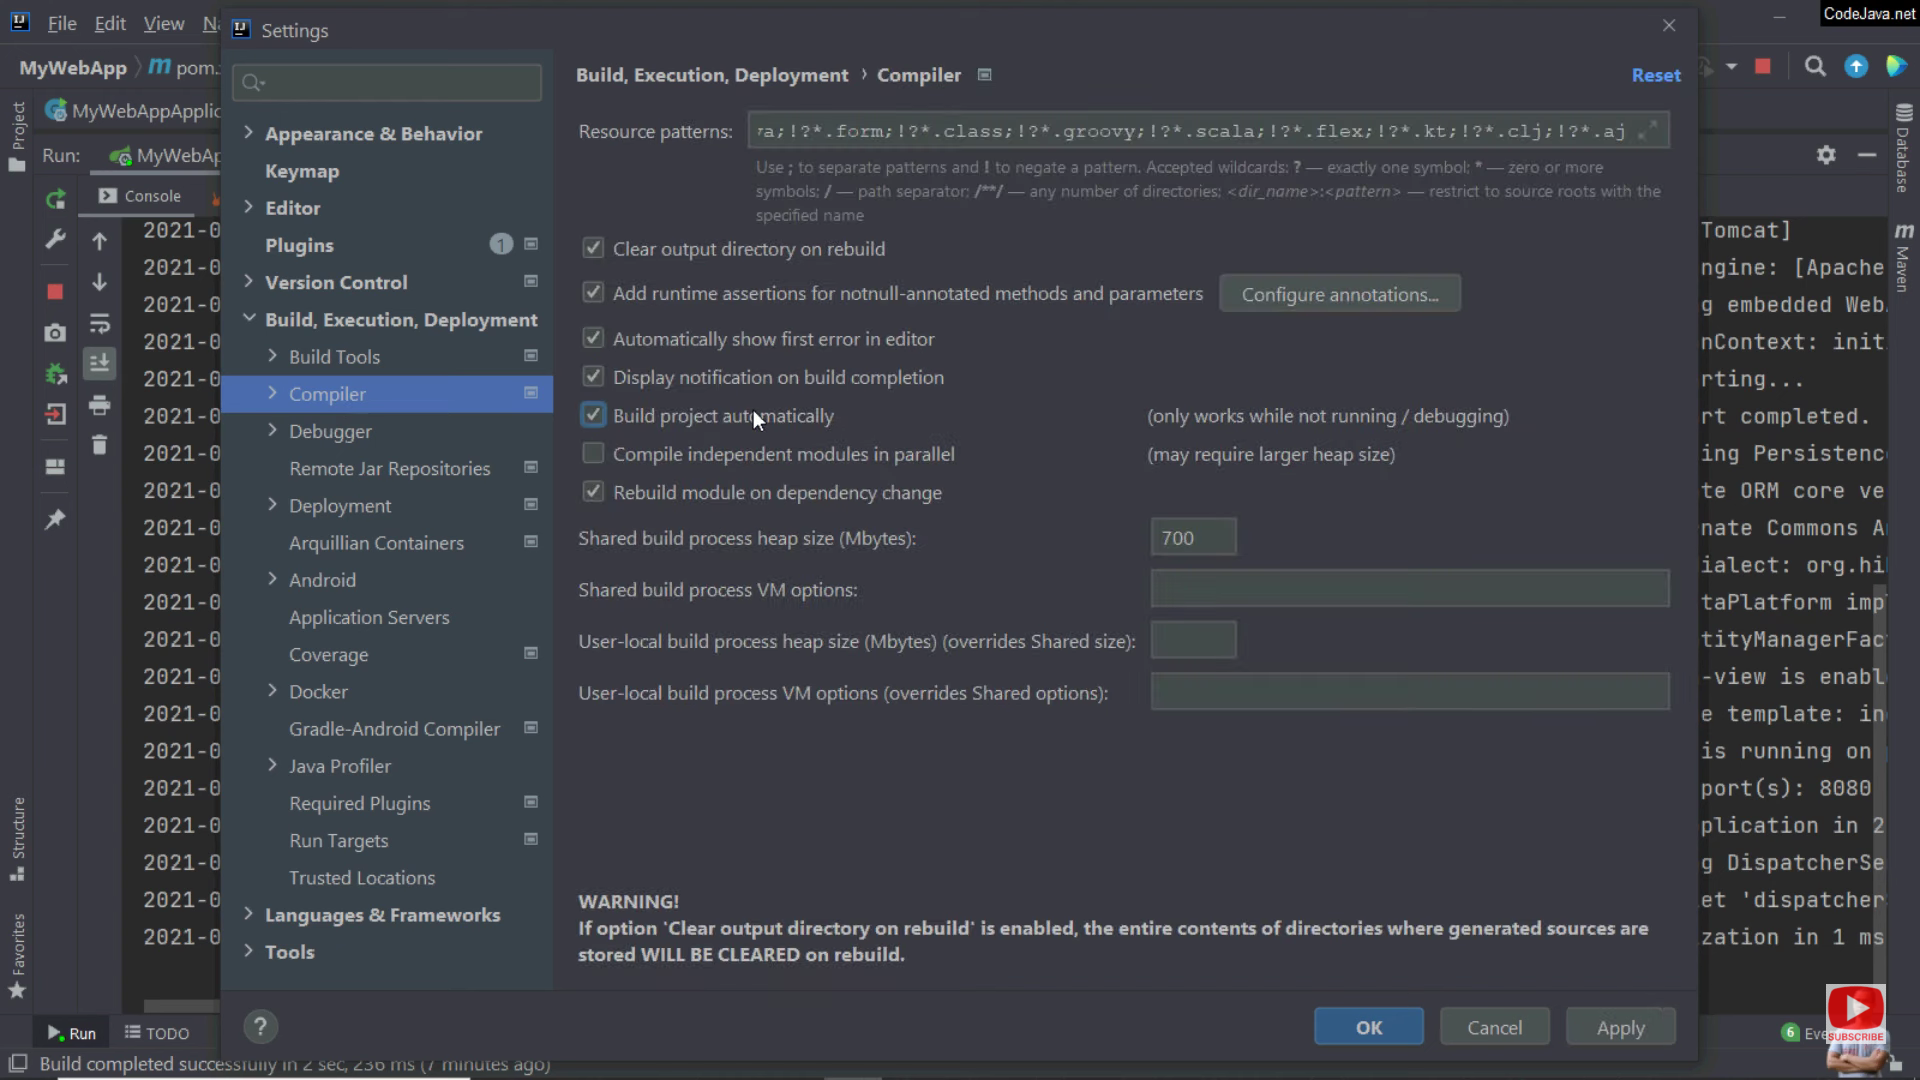 CodeJava.net
File Edit View
Settings
MyWebApp pom.
MyWebAppApplic
Run: MyWebAp
Console
Project
Structure
Favorites
Database
Maven
Appearance & Behavior
Keymap
Editor
Plugins 1
Version Control
Build, Execution, Deployment
Build Tools
Compiler
Debugger
Remote Jar Repositories
Deployment
Arquillian Containers
Android
Application Servers
Coverage
Docker
Gradle-Android Compiler
Java Profiler
Required Plugins
Run Targets
Trusted Locations
Languages & Frameworks
Tools
Build, Execution, Deployment › Compiler
Reset
Resource patterns: a;!?*.form;!?*.class;!?*.groovy;!?*.scala;!?*.flex;!?*.kt;!?*.clj;!?*.aj
Use ; to separate patterns and ! to negate a pattern. Accepted wildcards: ? — exactly one symbol; * — zero or more
symbols; / — path separator; /**/ — any number of directories; <dir_name>:<pattern> — restrict to source roots with the
specified name
Clear output directory on rebuild
Add runtime assertions for notnull-annotated methods and parameters Configure annotations...
Automatically show first error in editor
Display notification on build completion
Build project automatically (only works while not running / debugging)
Compile independent modules in parallel (may require larger heap size)
Rebuild module on dependency change
Shared build process heap size (Mbytes): 700
Shared build process VM options:
User-local build process heap size (Mbytes) (overrides Shared size):
User-local build process VM options (overrides Shared options):
WARNING!
If option 'Clear output directory on rebuild' is enabled, the entire contents of directories where generated sources are
stored WILL BE CLEARED on rebuild.
? OK Cancel Apply
2021-0 Tomcat]
2021-0 ngine: [Apache
2021-0 g embedded Web
2021-0 nContext: init
2021-0 rting...
2021-0 rt completed.
2021-0 ing Persistenc
2021-0 te ORM core ve
2021-0 nate Commons A
2021-0 ialect: org.hi
2021-0 taPlatform imp
2021-0 tityManagerFac
2021-0 -view is enabl
2021-0 e template: in
2021-0 is running on
2021-0 port(s): 8080
2021-0 plication in 2
2021-0 g DispatcherSe
2021-0 et 'dispatcher
2021-0 zation in 1 ms
Run TODO
6 Eve
SUBSCRIBE
Build completed successfully in 2 sec, 236 ms (7 minutes ago)